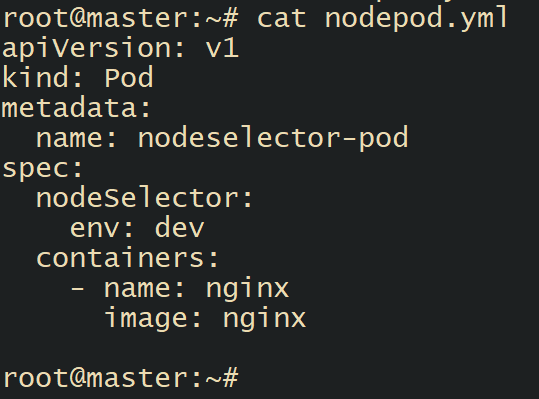 root@master:~# cat nodepod.yml
apiVersion: v1
kind: Pod
metadata:
  name: nodeselector-pod
spec:
  nodeSelector:
    env: dev
  containers:
    - name: nginx
      image: nginx

root@master:~#